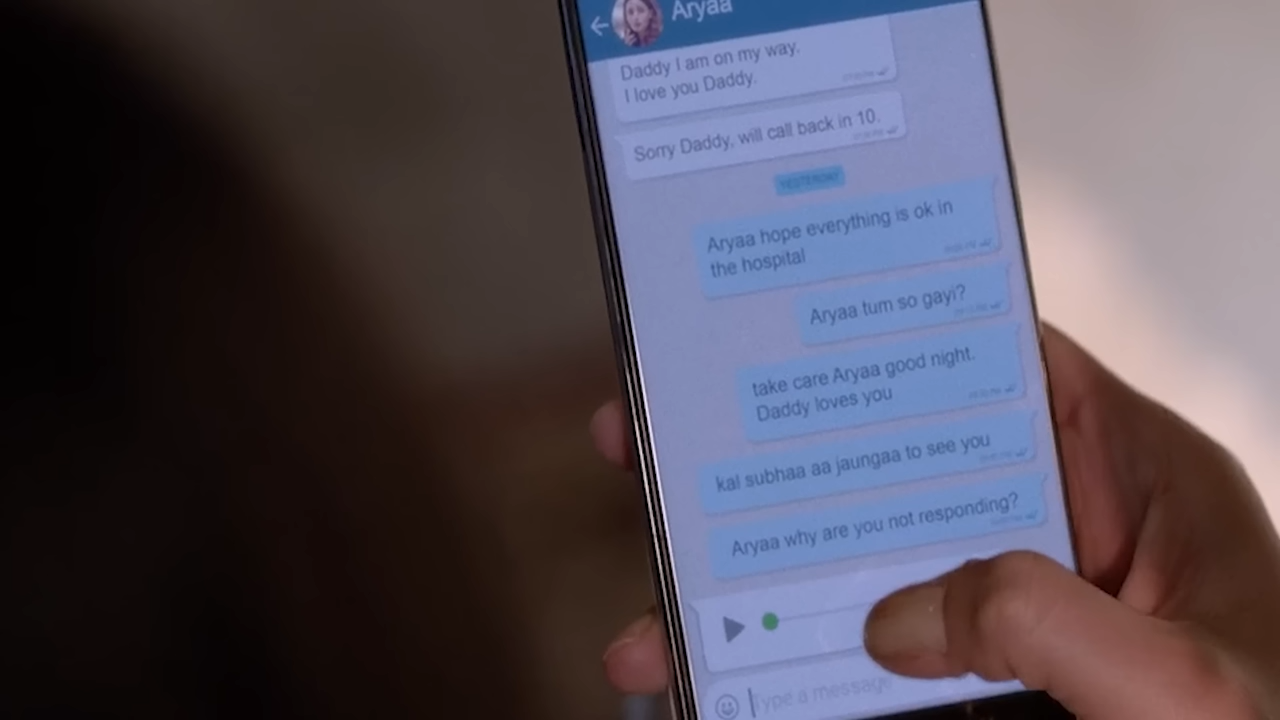 Aryaa
Daddy I am on my way.
I love you Daddy.
Sorry Daddy, will call back in 10.
YESTERDAY
Aryaa hope everything is ok in
the hospital
Aryaa tum so gayi?
take care Aryaa good night.
Daddy loves you
kal subhaa aa jaungaa to see you
Aryaa why are you not responding?
Type a message